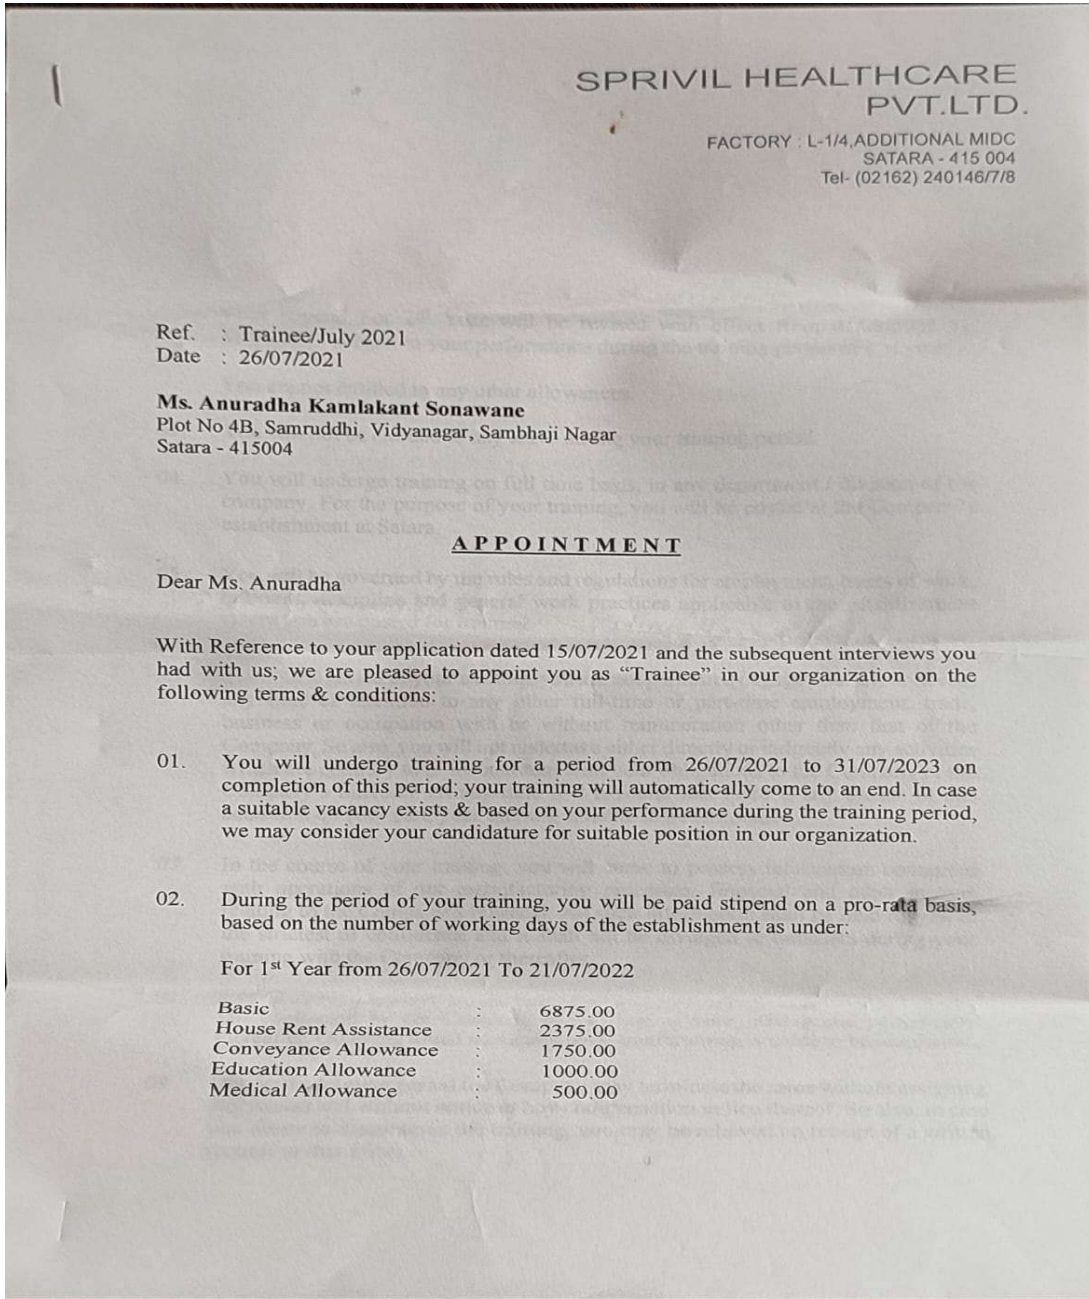 SPRIVIL HEALTHCARE
PVT.LTD.
FACTORY : L-1/4,ADDITIONAL MIDC
SATARA - 415 004
Tel- (02162) 240146/7/8
Ref. : Trainee/July 2021
Date : 26/07/2021
Ms. Anuradha Kamlakant Sonawane
Plot No 4B, Samruddhi, Vidyanagar, Sambhaji Nagar
Satara - 415004
APPOINTMENT
Dear Ms. Anuradha
With Reference to your application dated 15/07/2021 and the subsequent interviews you
had with us; we are pleased to appoint you as “Trainee” in our organization on the
following terms & conditions:
01. You will undergo training for a period from 26/07/2021 to 31/07/2023 on
completion of this period; your training will automatically come to an end. In case
a suitable vacancy exists & based on your performance during the training period,
we may consider your candidature for suitable position in our organization.
02. During the period of your training, you will be paid stipend on a pro-rata basis,
based on the number of working days of the establishment as under:
For 1st Year from 26/07/2021 To 21/07/2022
Basic : 6875.00
House Rent Assistance : 2375.00
Conveyance Allowance : 1750.00
Education Allowance : 1000.00
Medical Allowance : 500.00